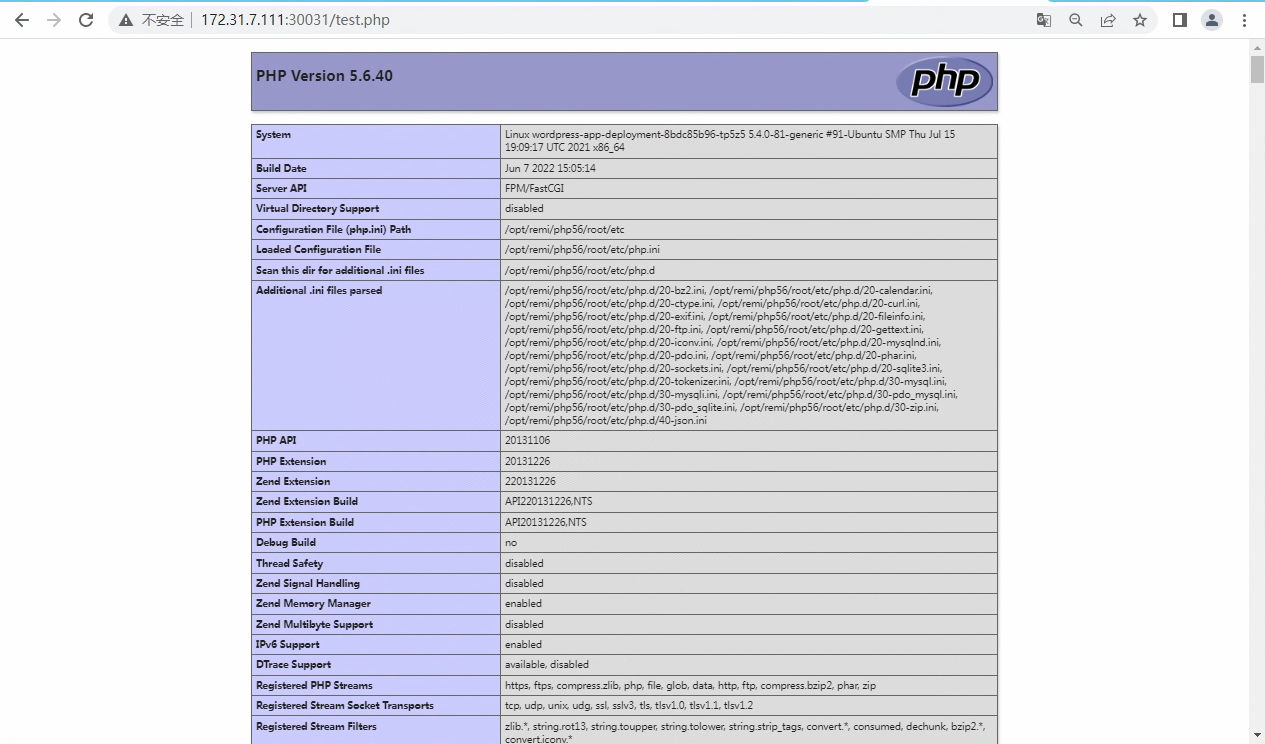 不安全 172.31.7.111:30031/test.php
PHP Version 5.6.40
php
System Linux wordpress-app-deployment-8bdc85b96-tp5z5 5.4.0-81-generic #91-Ubuntu SMP Thu Jul 15
19:09:17 UTC 2021 x86_64
Build Date Jun 7 2022 15:05:14
Server API FPM/FastCGI
Virtual Directory Support disabled
Configuration File (php.ini) Path /opt/remi/php56/root/etc
Loaded Configuration File /opt/remi/php56/root/etc/php.ini
Scan this dir for additional .ini files /opt/remi/php56/root/etc/php.d
Additional .ini files parsed /opt/remi/php56/root/etc/php.d/20-bz2.ini, /opt/remi/php56/root/etc/php.d/20-calendar.ini,
/opt/remi/php56/root/etc/php.d/20-ctype.ini, /opt/remi/php56/root/etc/php.d/20-curl.ini,
/opt/remi/php56/root/etc/php.d/20-exif.ini, /opt/remi/php56/root/etc/php.d/20-fileinfo.ini,
/opt/remi/php56/root/etc/php.d/20-ftp.ini, /opt/remi/php56/root/etc/php.d/20-gettext.ini,
/opt/remi/php56/root/etc/php.d/20-iconv.ini, /opt/remi/php56/root/etc/php.d/20-mysqlnd.ini,
/opt/remi/php56/root/etc/php.d/20-pdo.ini, /opt/remi/php56/root/etc/php.d/20-phar.ini,
/opt/remi/php56/root/etc/php.d/20-sockets.ini, /opt/remi/php56/root/etc/php.d/20-sqlite3.ini,
/opt/remi/php56/root/etc/php.d/20-tokenizer.ini, /opt/remi/php56/root/etc/php.d/30-mysql.ini,
/opt/remi/php56/root/etc/php.d/30-mysqli.ini, /opt/remi/php56/root/etc/php.d/30-pdo_mysql.ini,
/opt/remi/php56/root/etc/php.d/30-pdo_sqlite.ini, /opt/remi/php56/root/etc/php.d/30-zip.ini,
/opt/remi/php56/root/etc/php.d/40-json.ini
PHP API 20131106
PHP Extension 20131226
Zend Extension 220131226
Zend Extension Build API220131226,NTS
PHP Extension Build API20131226,NTS
Debug Build no
Thread Safety disabled
Zend Signal Handling disabled
Zend Memory Manager enabled
Zend Multibyte Support disabled
IPv6 Support enabled
DTrace Support available, disabled
Registered PHP Streams https, ftps, compress.zlib, php, file, glob, data, http, ftp, compress.bzip2, phar, zip
Registered Stream Socket Transports tcp, udp, unix, udg, ssl, sslv3, tls, tlsv1.0, tlsv1.1, tlsv1.2
Registered Stream Filters zlib.*, string.rot13, string.toupper, string.tolower, string.strip_tags, convert.*, consumed, dechunk, bzip2.*,
convert.iconv.*